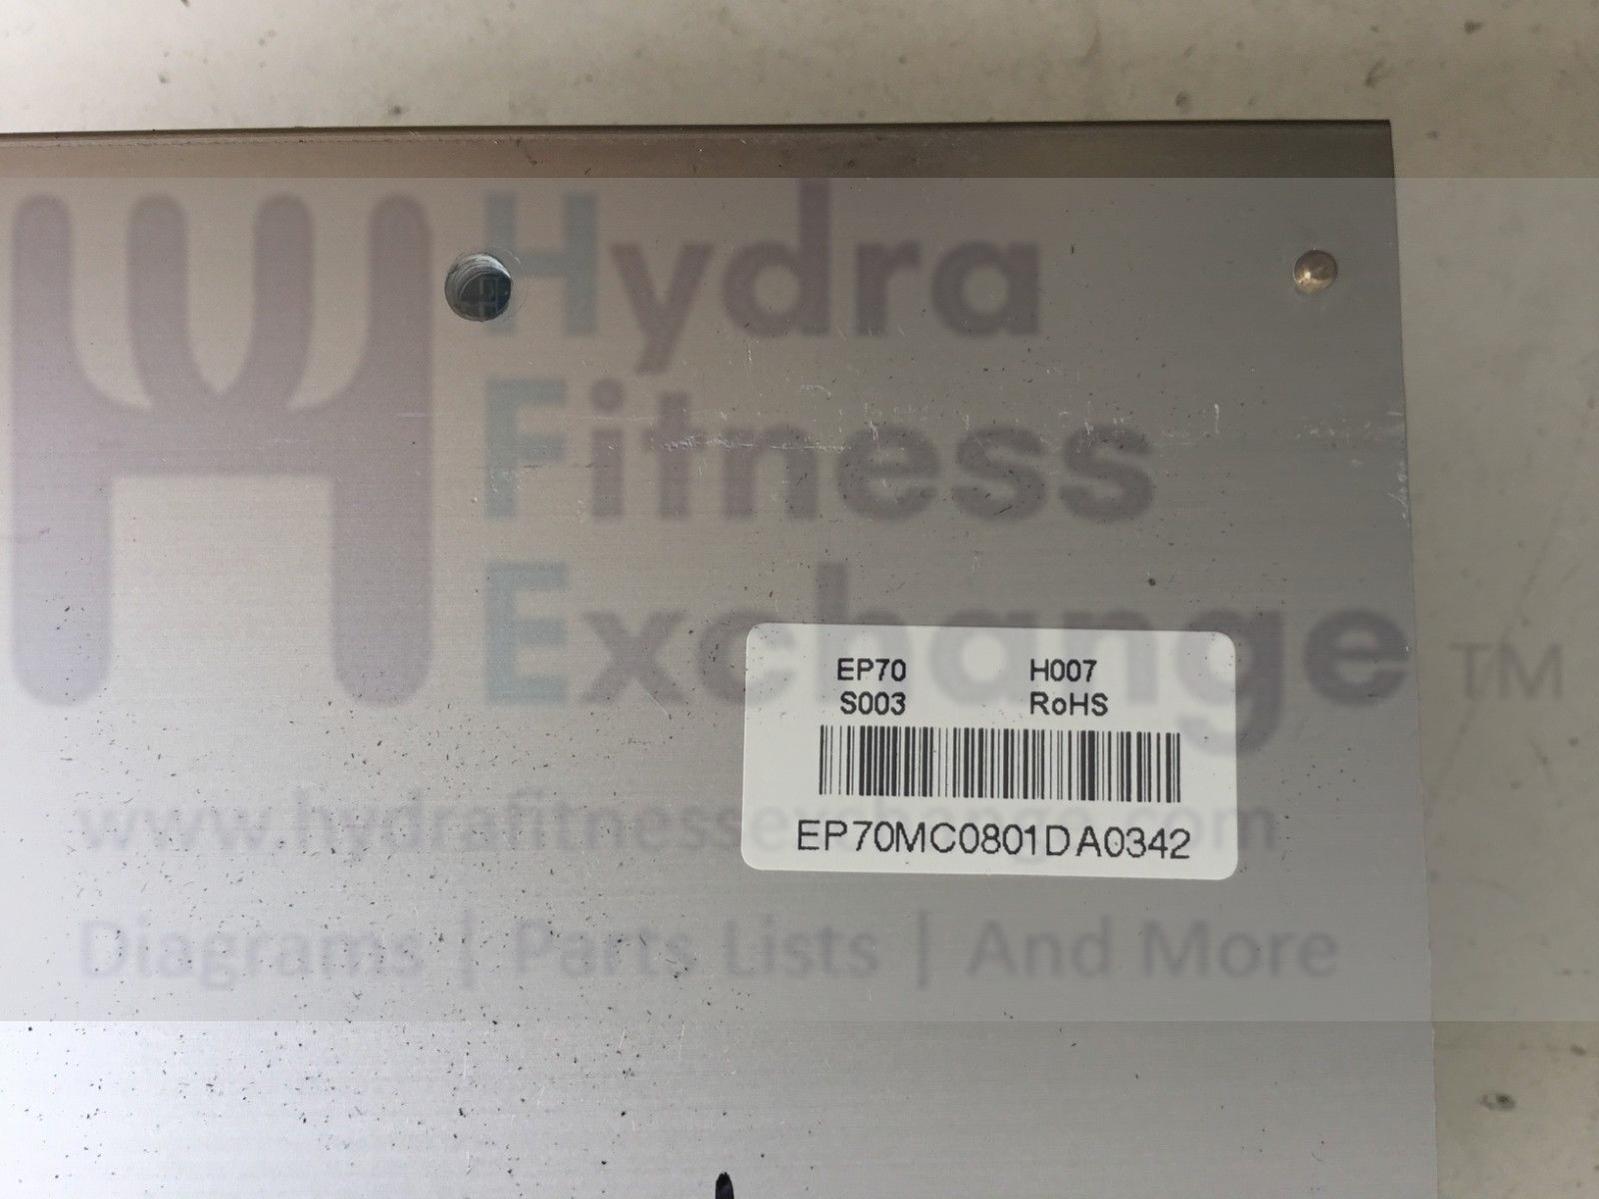 Hydra
Fitness
Exchange TM
EP70 H007
S003 RoHS
www.hydrafitnessexchange.com
EP70MC0801DA0342
Diagrams | Parts Lists | And More